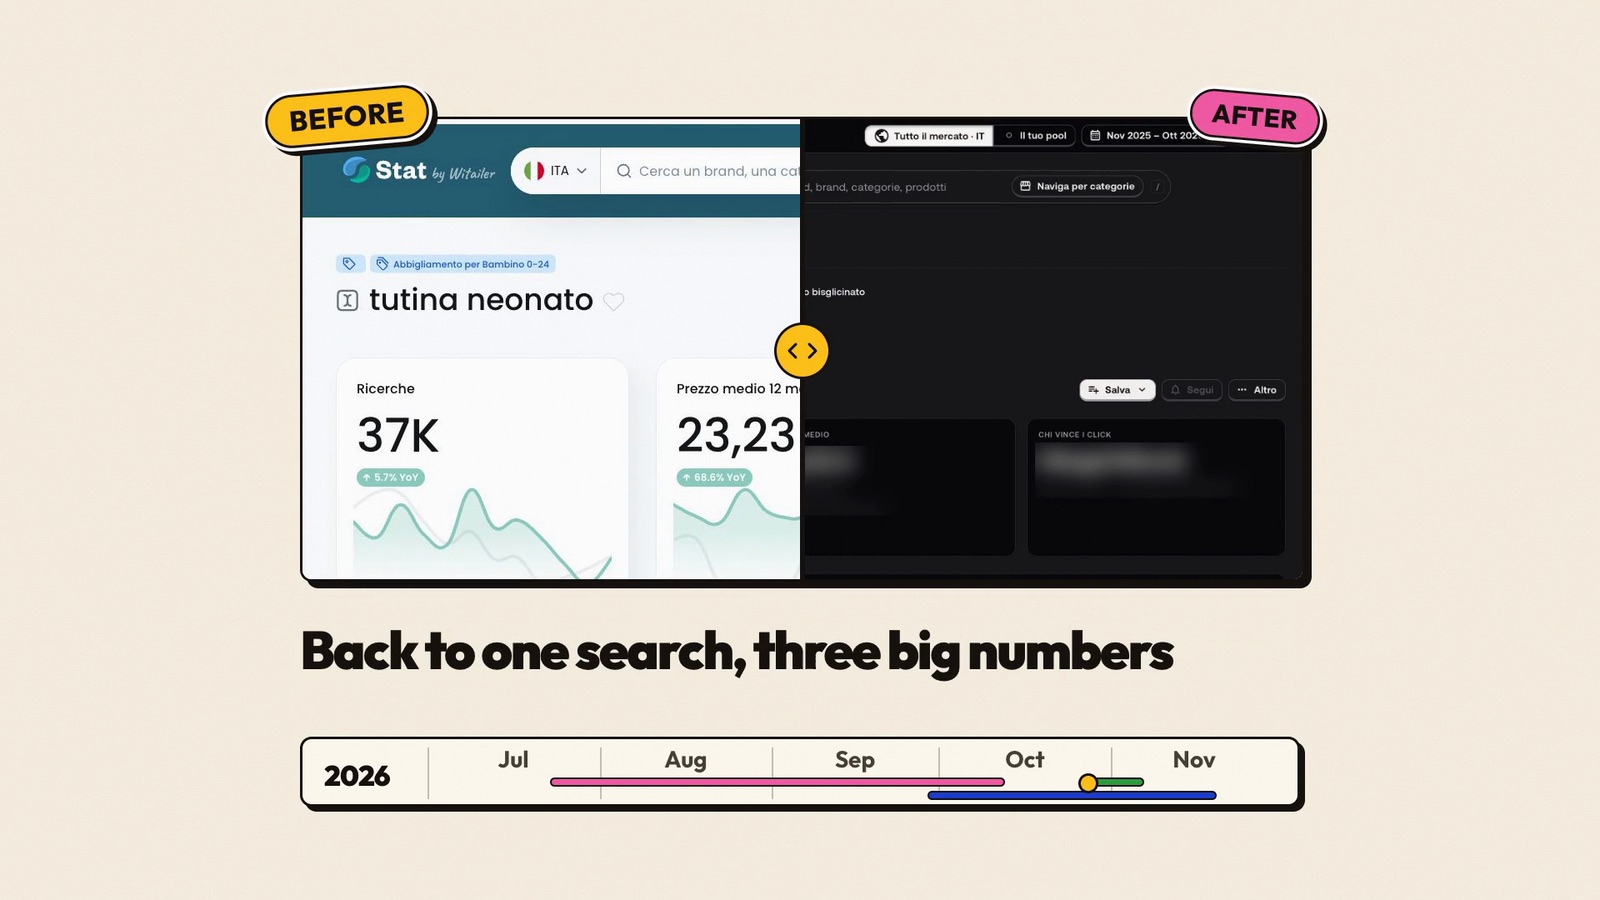 BEFORE
AFTER
Stat by Witailer
ITA
Cerca un brand, una cat
Tutto il mercato · IT
Il tuo pool
Nov 2025 – Ott 202
d, brand, categorie, prodotti
Naviga per categorie
/
Abbigliamento per Bambino 0-24
tutina neonato
o bisglicinato
Salva
Segui
Altro
Ricerche
37K
↑ 5.7% YoY
Prezzo medio 12 m
23,23
↑ 68.6% YoY
MEDIO
CHI VINCE I CLICK
Back to one search, three big numbers
2026
Jul
Aug
Sep
Oct
Nov